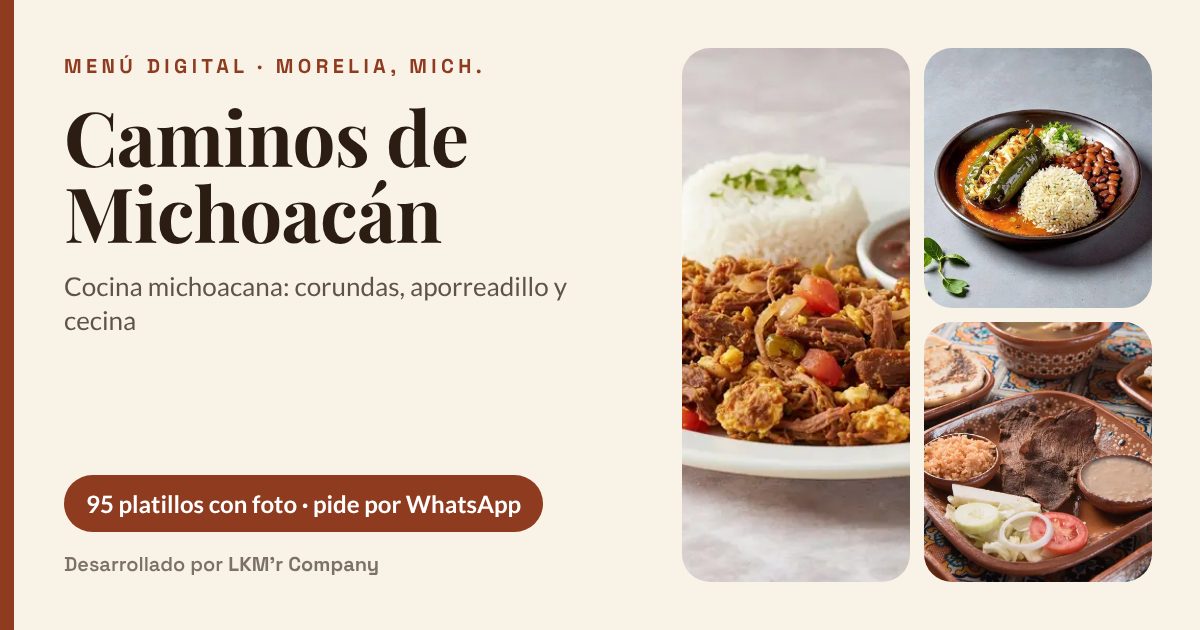 MENÚ DIGITAL · MORELIA, MICH.
Caminos de
Michoacán
Cocina michoacana: corundas, aporreadillo y
cecina
95 platillos con foto · pide por WhatsApp
Desarrollado por LKM’r Company